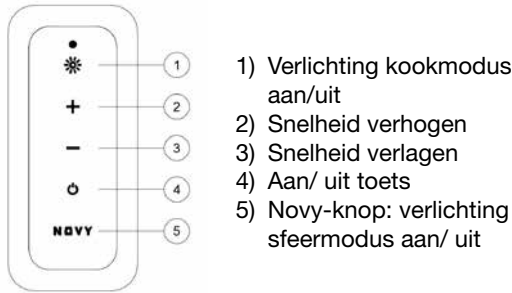 1
2
3
4
NOVY
5
1) Verlichting kookmodus
aan/uit
2) Snelheid verhogen
3) Snelheid verlagen
4) Aan/ uit toets
5) Novy-knop: verlichting
sfeermodus aan/ uit